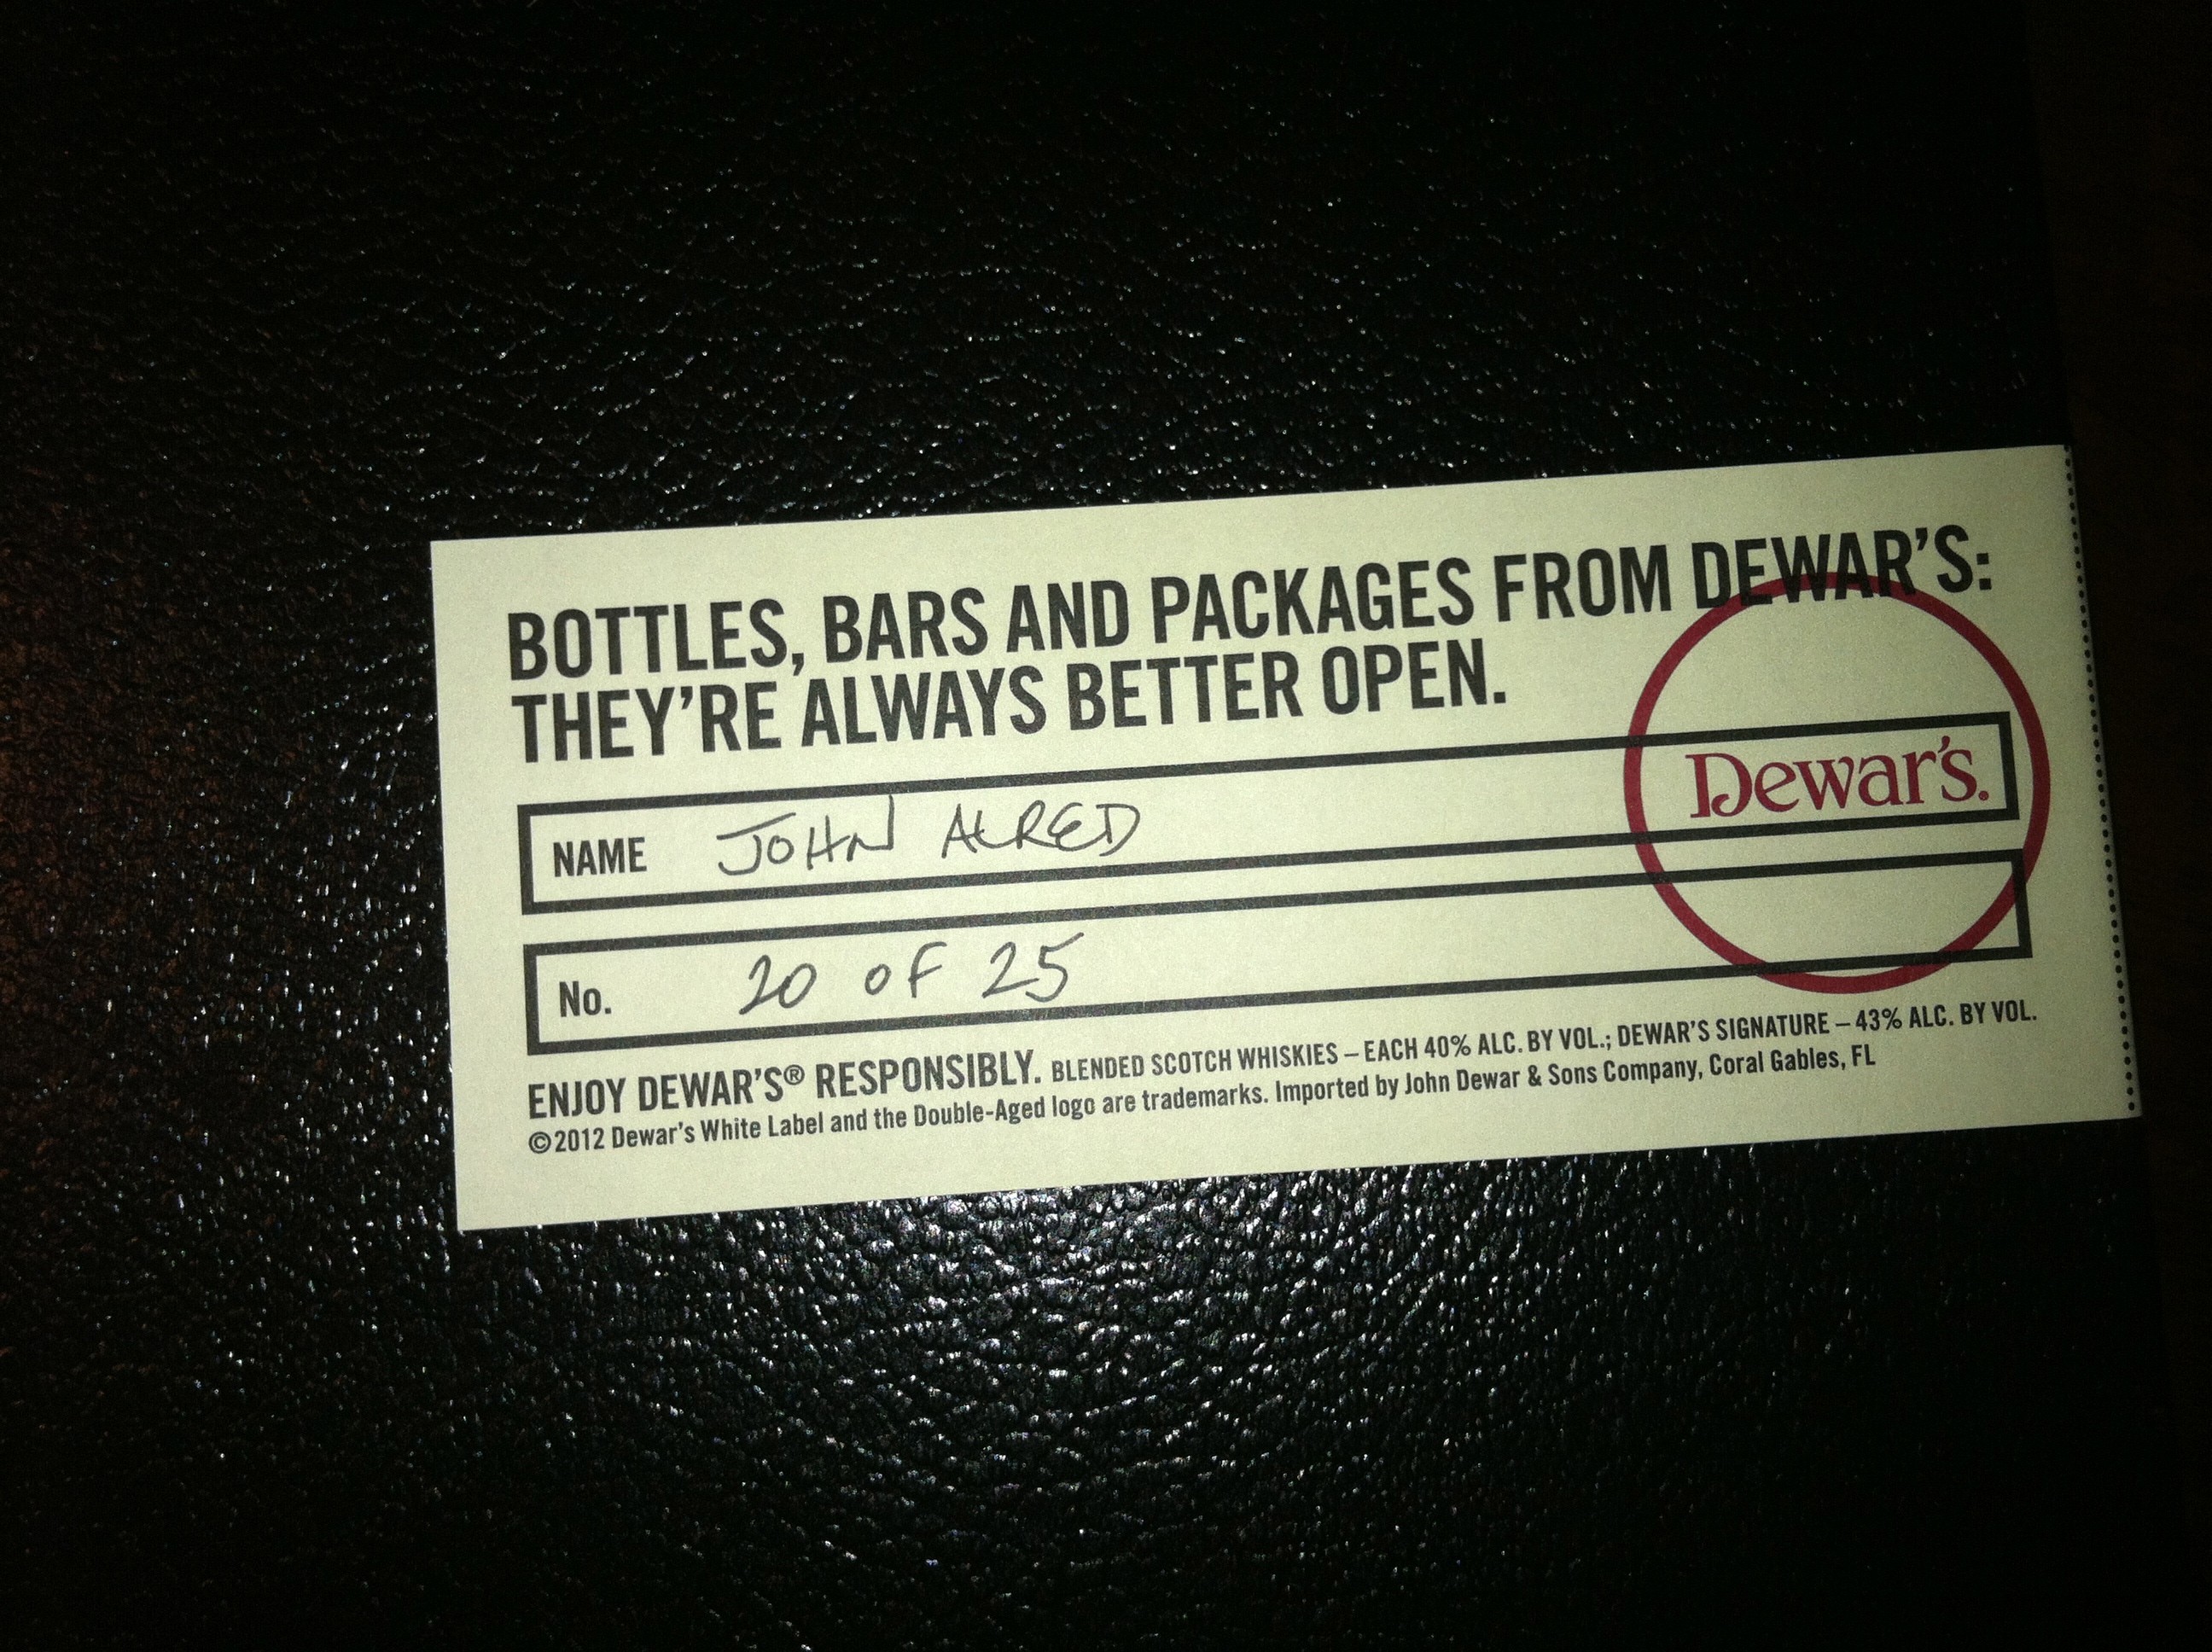 BOTTLES, BARS AND PACKAGES FROM DEWAR'S:
THEY'RE ALWAYS BETTER OPEN.
Dewar's.
NAME JOHN ALRED
No. 20 OF 25
ENJOY DEWAR'S® RESPONSIBLY. BLENDED SCOTCH WHISKIES – EACH 40% ALC. BY VOL.; DEWAR'S SIGNATURE – 43% ALC. BY VOL.
©2012 Dewar's White Label and the Double-Aged logo are trademarks. Imported by John Dewar & Sons Company, Coral Gables, FL